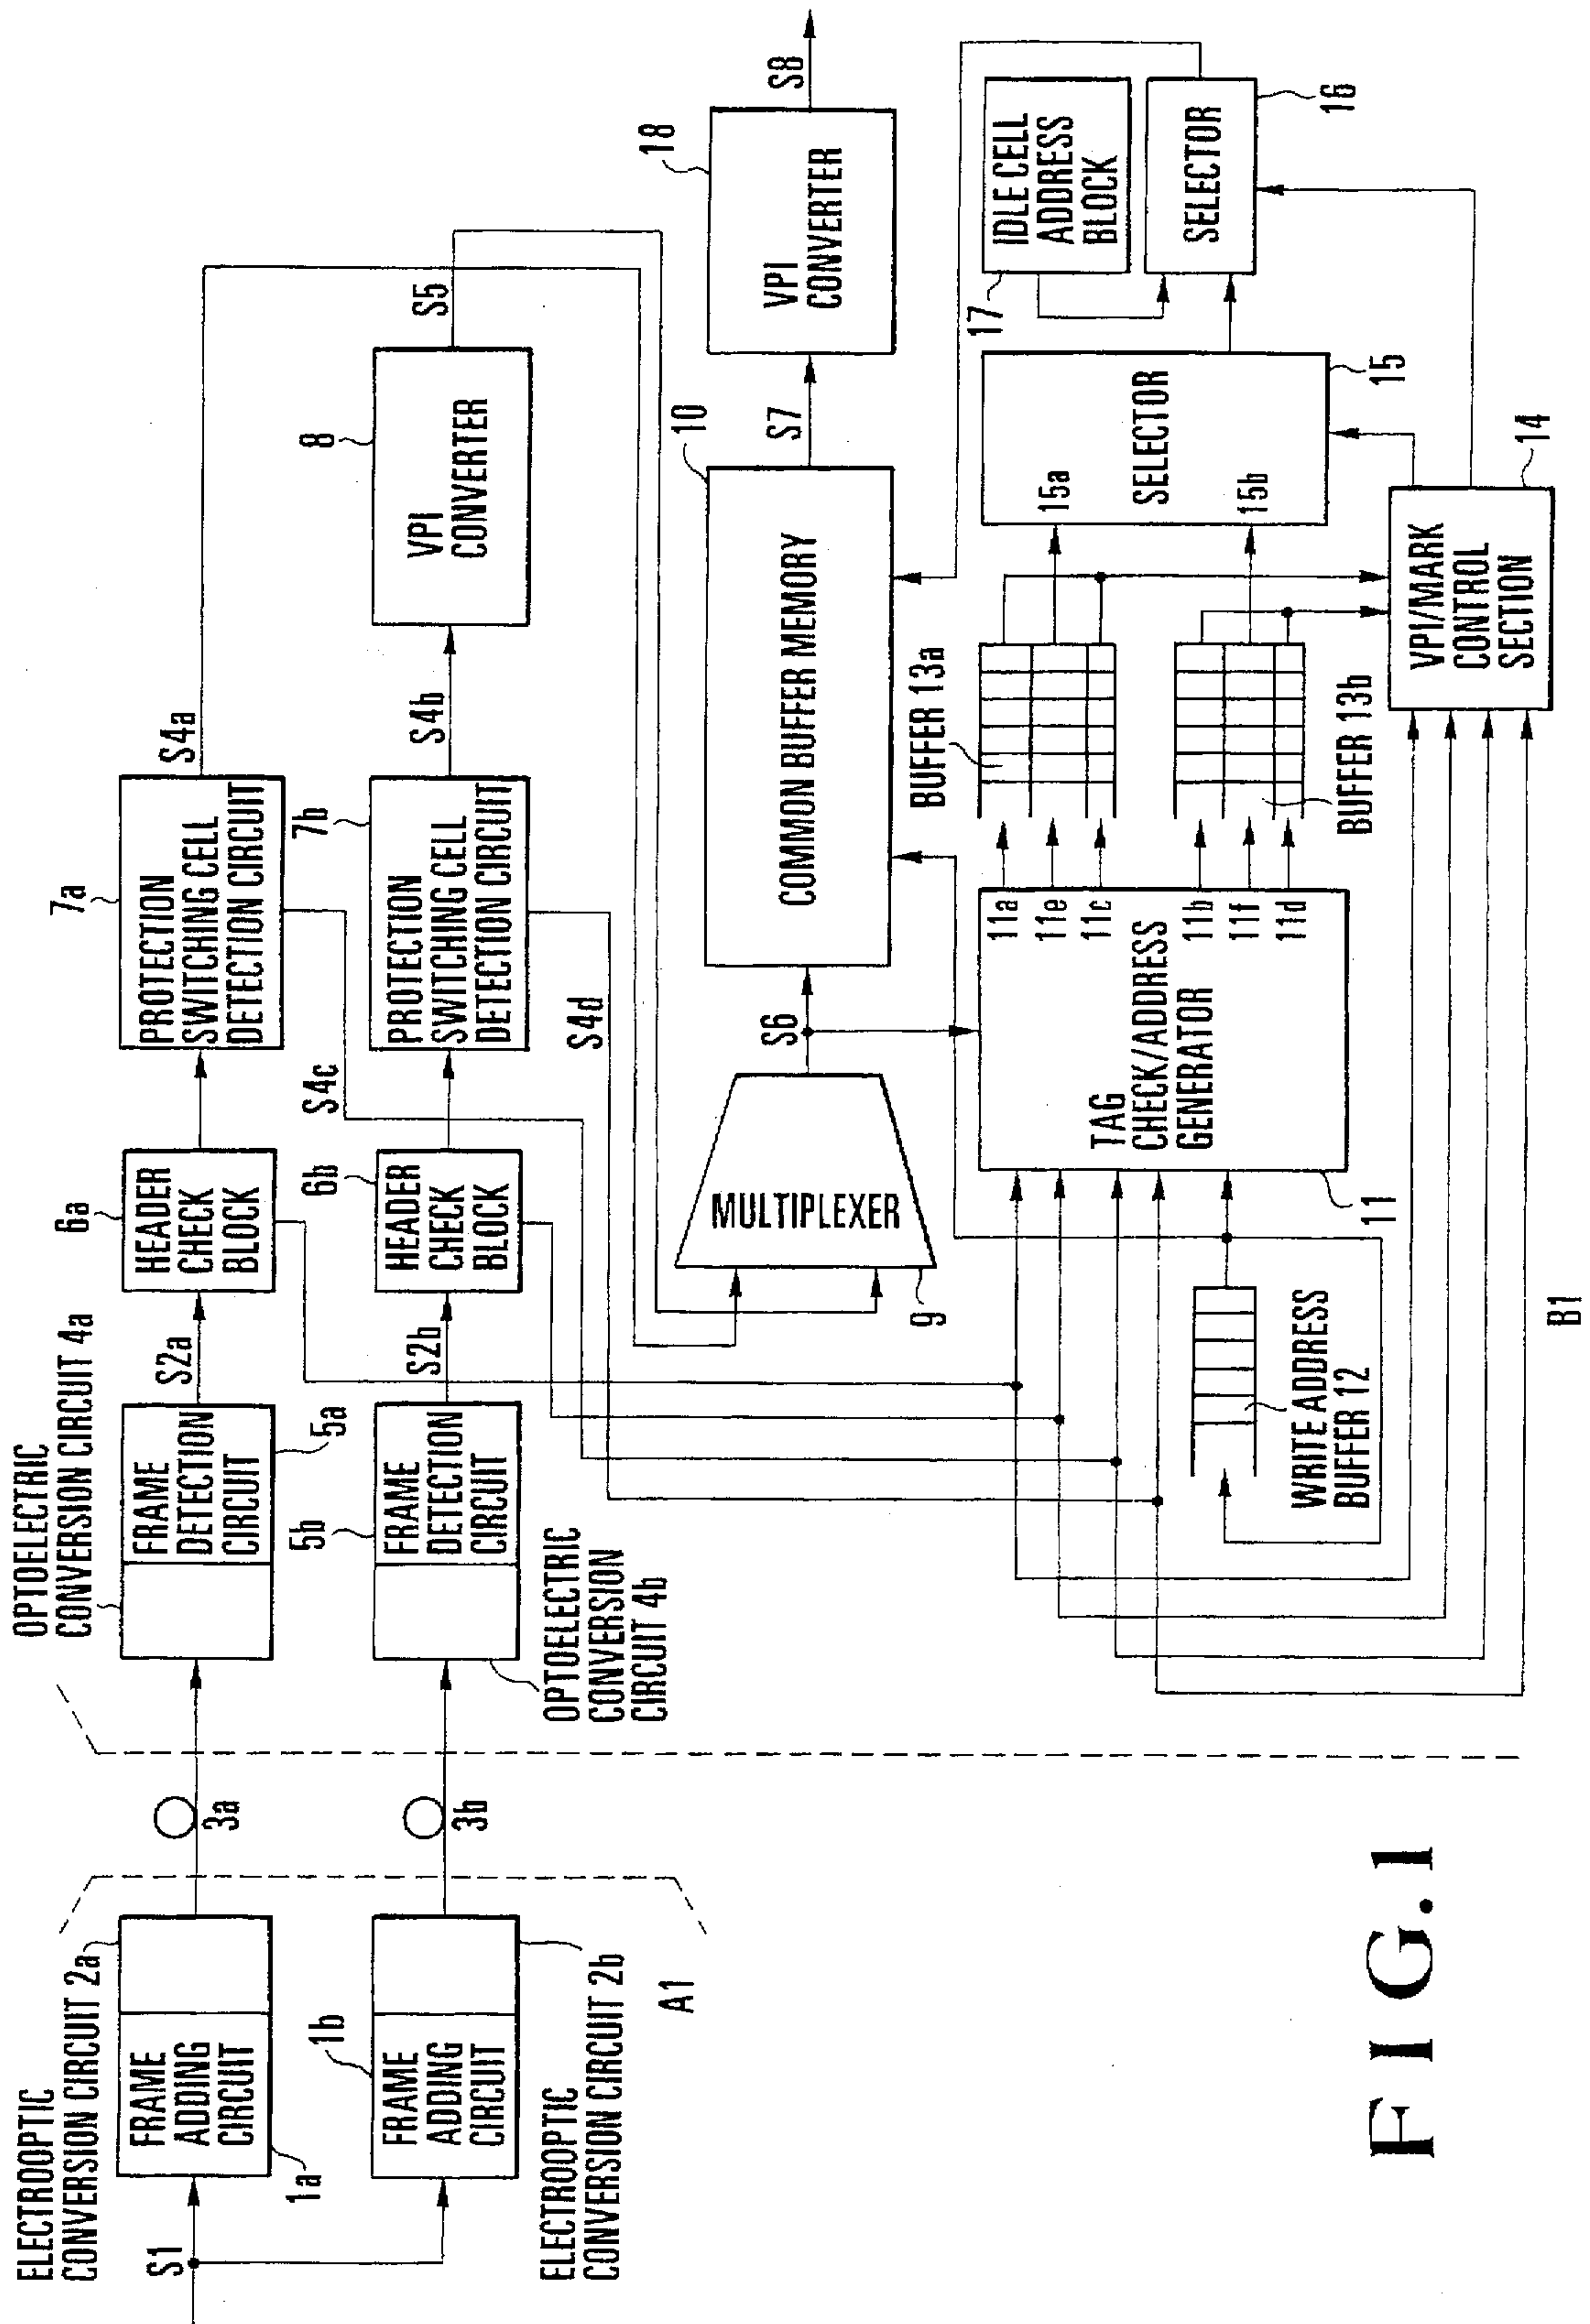 ELECTROOPTIC
CONVERSION CIRCUIT 2a
FRAME
ADDING
CIRCUIT
1a
S1
1b
FRAME
ADDING
CIRCUIT
ELECTROOPTIC
CONVERSION CIRCUIT 2b
A1
3a
3b
OPTOELECTRIC
CONVERSION CIRCUIT 4a
FRAME
DETECTION
CIRCUIT
5a
S2a
5b
FRAME
DETECTION
CIRCUIT
OPTOELECTRIC
CONVERSION
CIRCUIT 4b
S2b
6a
HEADER
CHECK
BLOCK
6b
HEADER
CHECK
BLOCK
7a
PROTECTION
SWITCHING CELL
DETECTION CIRCUIT
S4c
S4a
7b
PROTECTION
SWITCHING CELL
DETECTION CIRCUIT
S4d
S4b
8
VPI
CONVERTER
S5
MULTIPLEXER
9
S6
10
COMMON BUFFER MEMORY
S7
18
VPI
CONVERTER
S8
WRITE ADDRESS
BUFFER 12
TAG
CHECK/ADDRESS
GENERATOR
11
11a
11e
11c
11b
11f
11d
BUFFER 13a
BUFFER 13b
15a
SELECTOR
15b
15
17
IDLE CELL
ADDRESS
BLOCK
SELECTOR
16
VPI/MARK
CONTROL
SECTION
14
B1
FIG.1